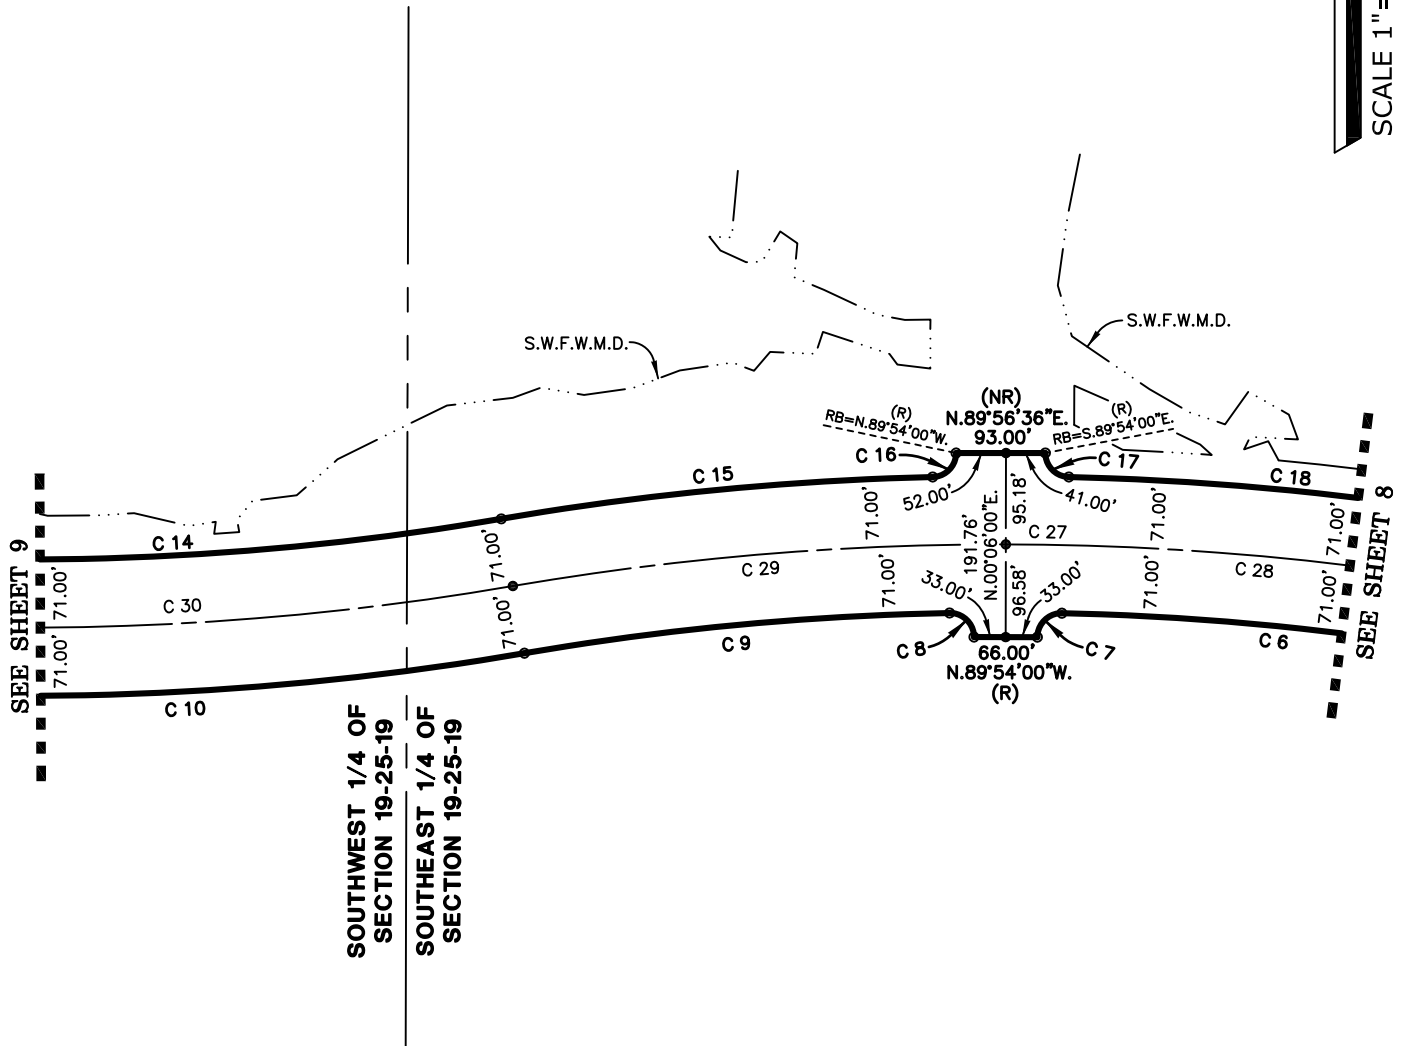 SCALE 1"=
S.W.F.W.M.D.
S.W.F.W.M.D.
(NR)
N.89°56'36"E.
93.00'
(R)
RB=N.89°54'00"W.
(R)
RB=S.89°54'00"E.
C 16
C 17
C 15
C 18
52.00'
41.00'
71.00'
71.00'
71.00'
95.18'
191.76'
N.00°06'00"E.
96.58'
C 27
C 14
71.00'
C 29
C 28
71.00'
71.00'
71.00'
33.00'
33.00'
SEE SHEET 9
71.00'
C 30
71.00'
71.00'
C 9
C 8
C 7
C 6
SEE SHEET 8
66.00'
N.89°54'00"W.
(R)
C 10
SOUTHWEST 1/4 OF
SECTION 19-25-19
SOUTHEAST 1/4 OF
SECTION 19-25-19